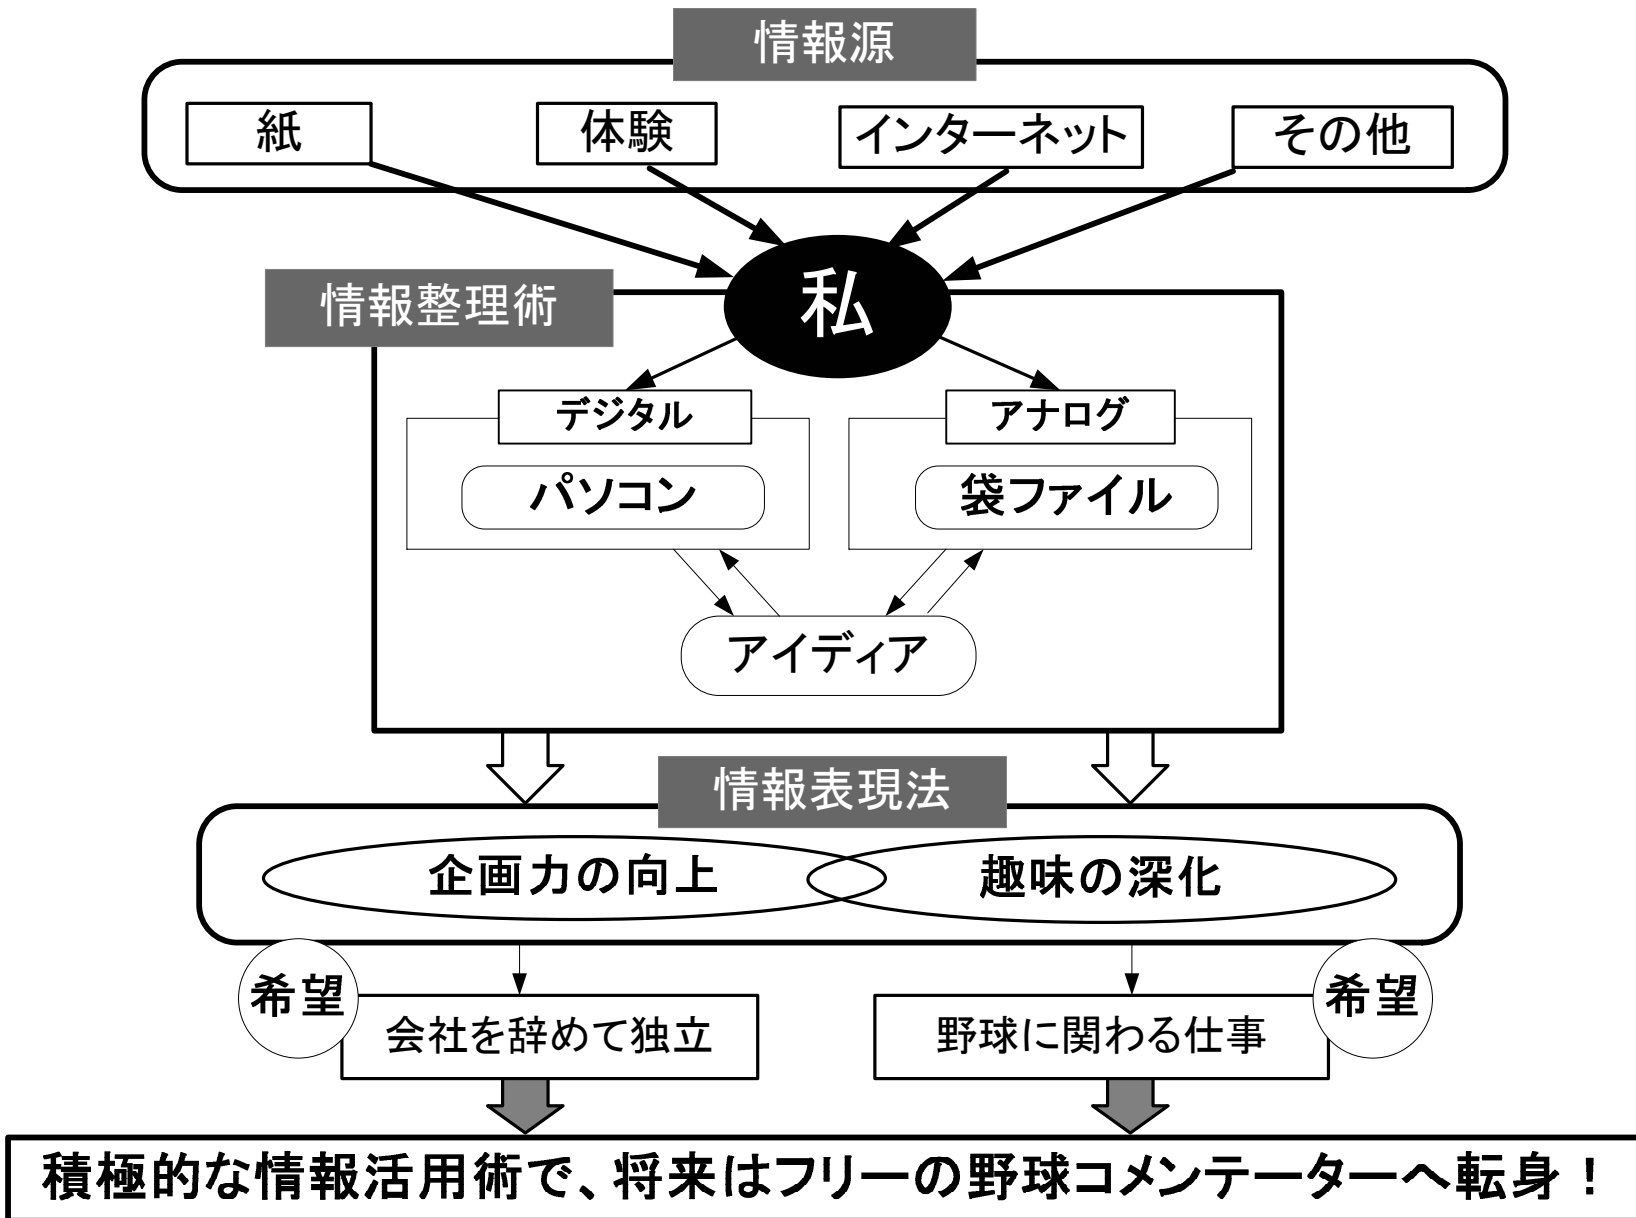 情報源
紙
体験
インターネット
その他
私
情報整理術
デジタル
アナログ
パソコン
袋ファイル
アイディア
情報表現法
企画力の向上
趣味の深化
希望
希望
会社を辞めて独立
野球に関わる仕事
積極的な情報活用術で、将来はフリーの野球コメンテーターへ転身！